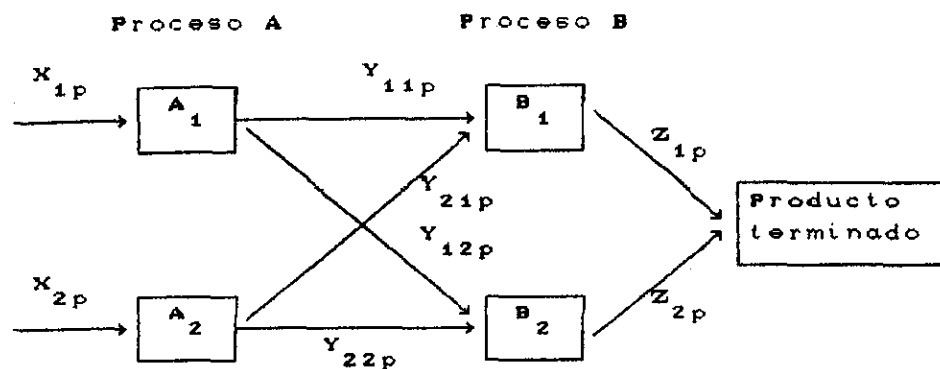 Proceso A Proceso B
X1p
A1
Y11p
B1
Z1p
Y21p
Producto
terminado
Y12p
X2p
A2
B2
Z2p
Y22p